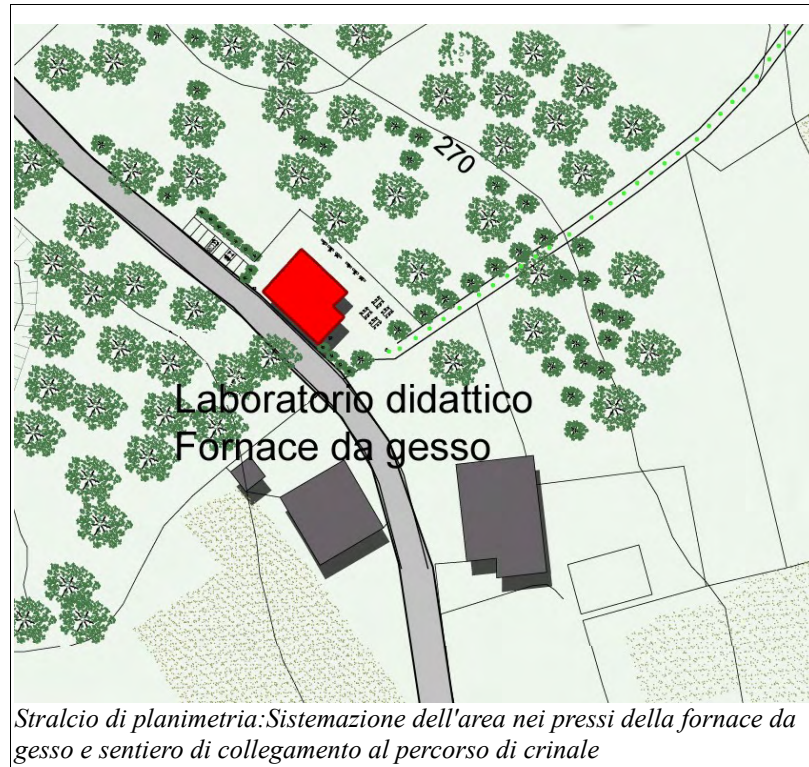 270
Laboratorio didattico
Fornace da gesso
Stralcio di planimetria:Sistemazione dell'area nei pressi della fornace da
gesso e sentiero di collegamento al percorso di crinale